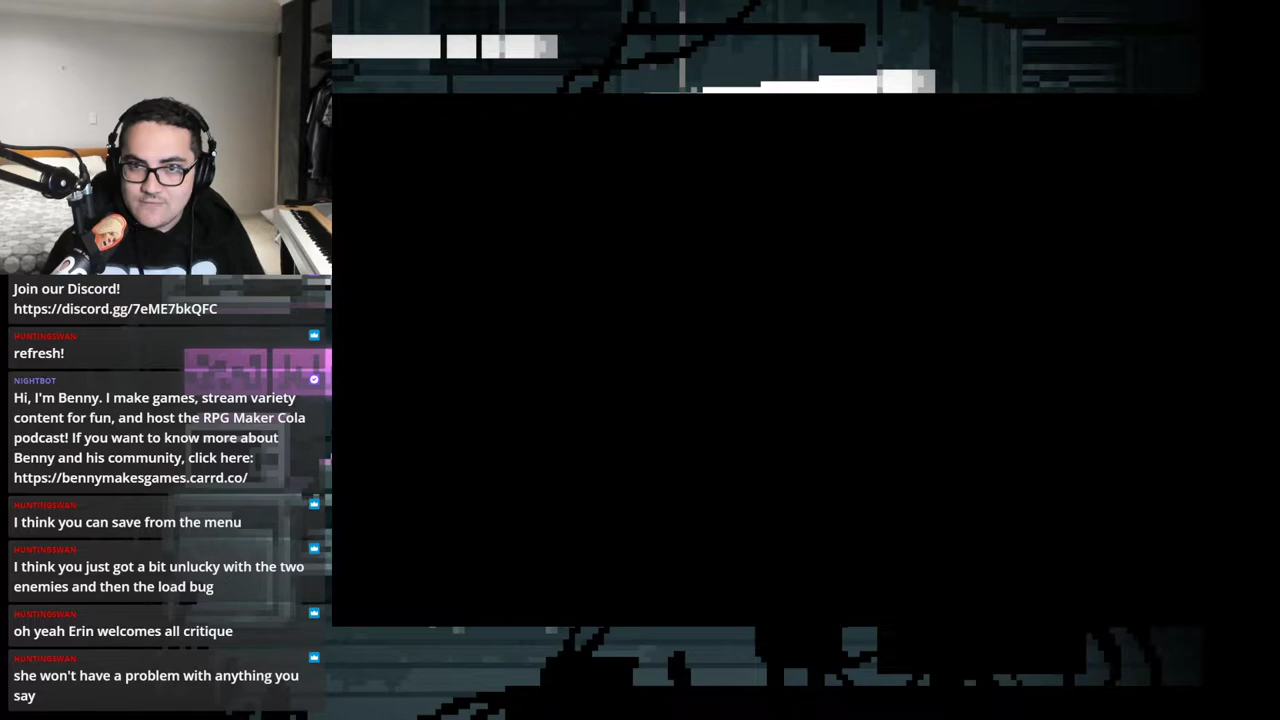 Join our Discord!
https://discord.gg/7eME7bkQFC
HUNTINGSWAN
refresh!
NIGHTBOT
Hi, I'm Benny. I make games, stream variety
content for fun, and host the RPG Maker Cola
podcast! If you want to know more about
Benny and his community, click here:
https://bennymakesgames.carrd.co/
HUNTINGSWAN
I think you can save from the menu
HUNTINGSWAN
I think you just got a bit unlucky with the two
enemies and then the load bug
HUNTINGSWAN
oh yeah Erin welcomes all critique
HUNTINGSWAN
she won't have a problem with anything you
say